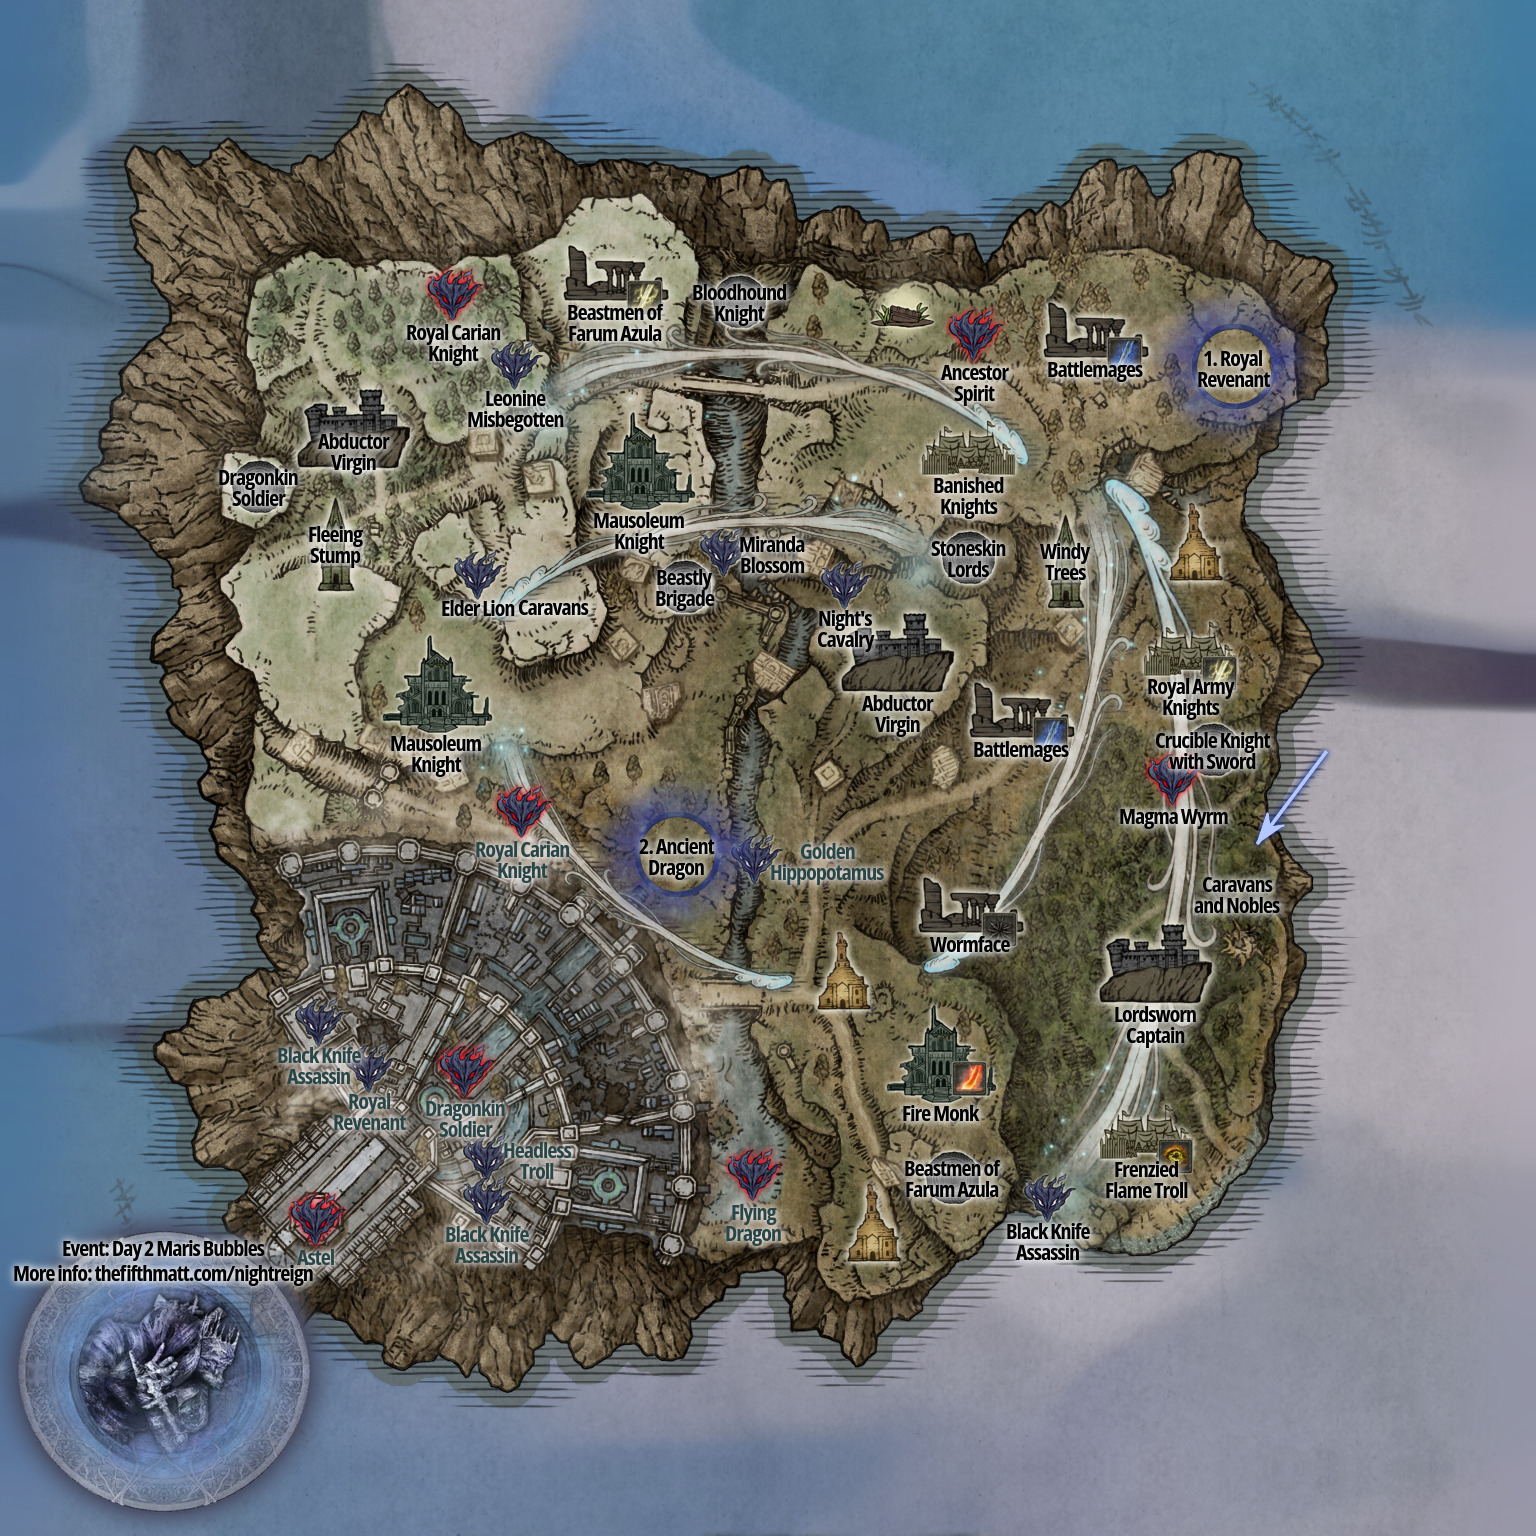 Bloodhound
Knight
Beastmen of
Farum Azula
Royal Carian
Knight
Ancestor
Spirit
Battlemages
1. Royal
Revenant
Leonine
Misbegotten
Abductor
Virgin
Dragonkin
Soldier
Banished
Knights
Mausoleum
Knight
Fleeing
Stump
Miranda
Blossom
Stoneskin
Lords
Windy
Trees
Beastly
Brigade
Elder Lion Caravans
Night's
Cavalry
Abductor
Virgin
Royal Army
Knights
Mausoleum
Knight
Battlemages
Crucible Knight
with Sword
Magma Wyrm
Royal Carian
Knight
2. Ancient
Dragon
Golden
Hippopotamus
Caravans
and Nobles
Wormface
Lordsworn
Captain
Black Knife
Assassin
Royal
Revenant
Dragonkin
Soldier
Fire Monk
Headless
Troll
Beastmen of
Farum Azula
Frenzied
Flame Troll
Flying
Dragon
Black Knife
Assassin
Black Knife
Assassin
Astel
Event: Day 2 Maris Bubbles
More info: thefifthmatt.com/nightreign